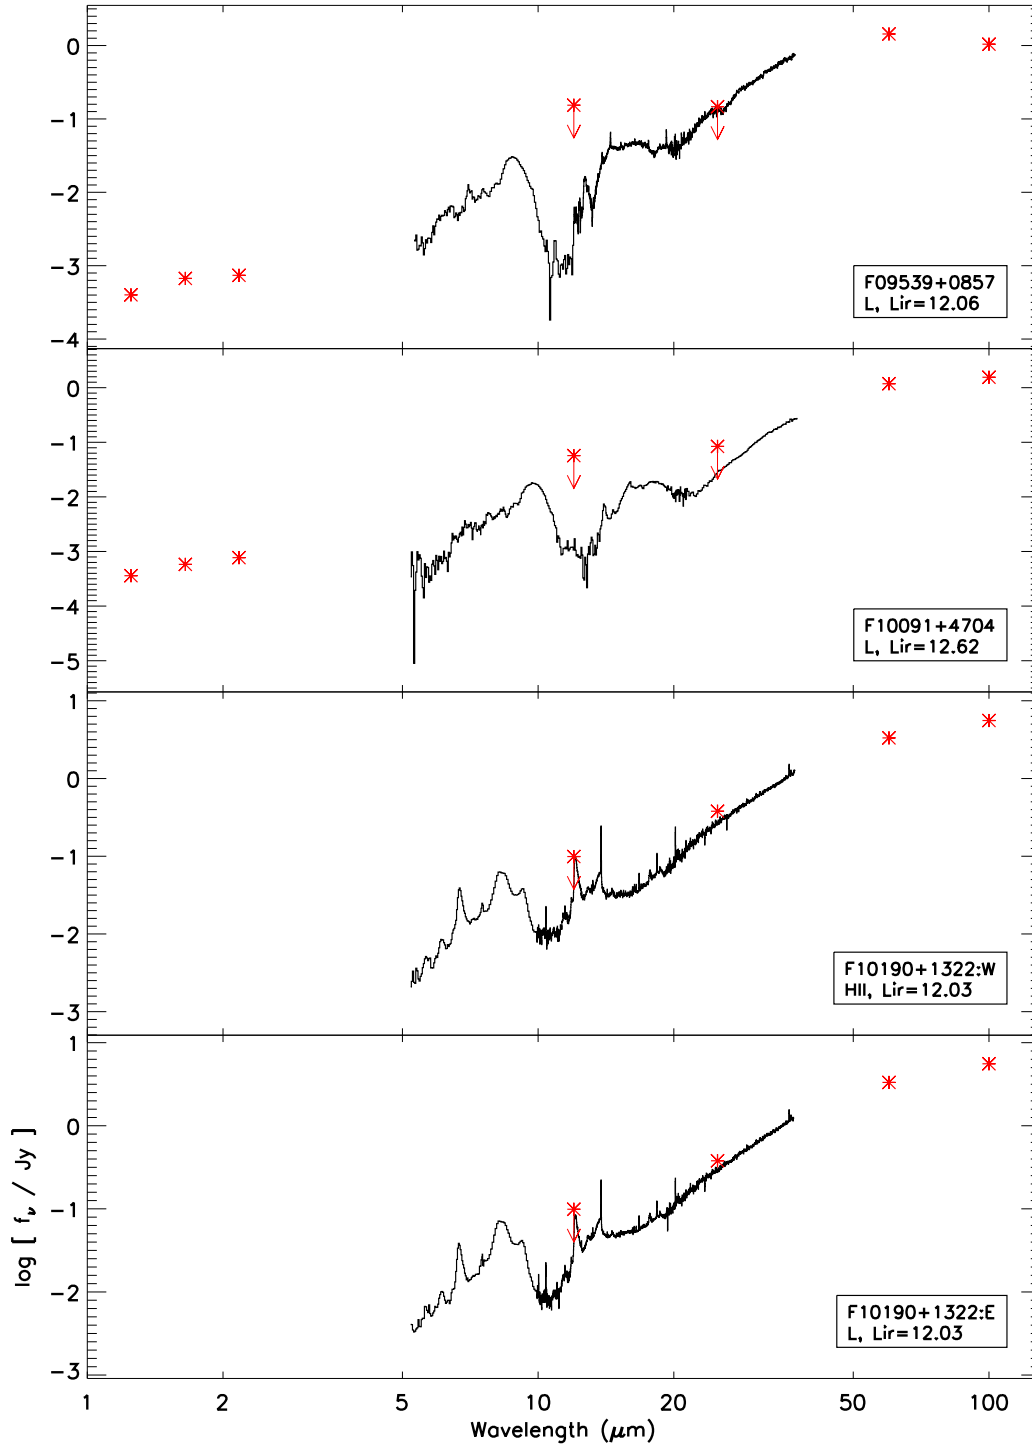 0
−1
−2
−3
−4
F09539+0857
L, Lir=12.06
0
−1
−2
−3
−4
−5
F10091+4704
L, Lir=12.62
1
0
−1
−2
−3
F10190+1322:W
HII, Lir=12.03
1
0
−1
−2
−3
F10190+1322:E
L, Lir=12.03
log [ fν / Jy ]
1 2 5 10 20 50 100
Wavelength (μm)